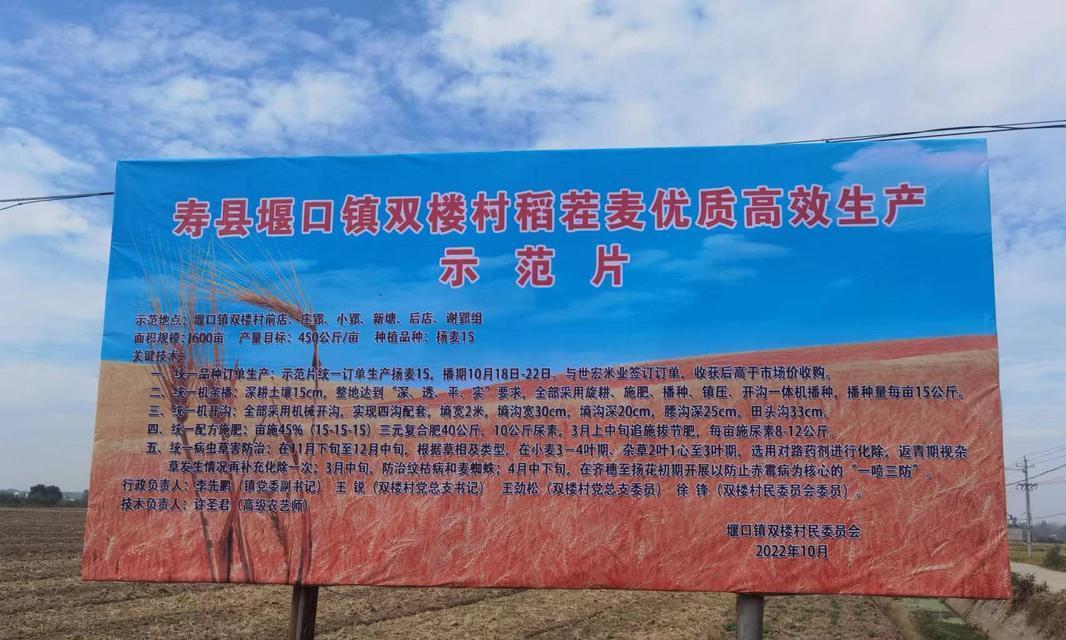 寿县堰口镇双楼村稻茬麦优质高效生产
示范片
示范地点：堰口镇双楼村前店、庄郢、小郢、新塘、后店、谢郢组
面积规模：1600亩 产量目标：450公斤/亩 种植品种：扬麦15
关键技术：
一、统一品种订单生产：示范片统一订单生产扬麦15，播期10月18日-22日。与世宏米业签订订单，收获后高于市场价收购。
二、统一机条播：深耕土壤15cm，整地达到“深、透、平、实”要求，全部采用旋耕、施肥、播种、镇压、开沟一体机播种，播种量每亩15公斤。
三、统一机开沟：全部采用机械开沟，实现四沟配套，墒宽2米，墒沟宽30cm，墒沟深20cm，腰沟深25cm，田头沟33cm。
四、统一配方施肥：亩施45%（15-15-15）三元复合肥40公斤，10公斤尿素，3月上中旬追施拔节肥，每亩施尿素8-12公斤。
五、统一病虫草害防治：在11月下旬至12月中旬，根据草相及类型，在小麦3—4叶期、杂草2叶1心至3叶期，选用对路药剂进行化除，返青期视杂
草发生情况再补充化除一次；3月中旬，防治纹枯病和麦蜘蛛；4月中下旬，在齐穗至扬花初期开展以防止赤霉病为核心的“一喷三防”。
行政负责人：李先鹏（镇党委副书记） 王 锐（双楼村党总支书记） 王劲松（双楼村党总支委员） 徐 锋（双楼村民委员会委员）。
技术负责人：许圣君（高级农艺师）
堰口镇双楼村民委员会
2022年10月